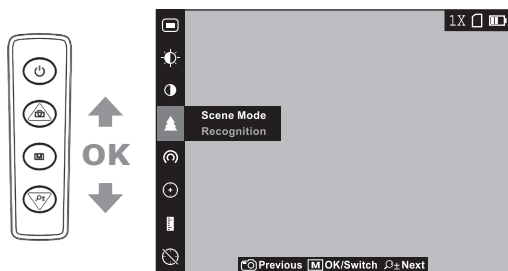 1X
M
OK
Scene Mode
Recognition
Previous M OK/Switch ± Next